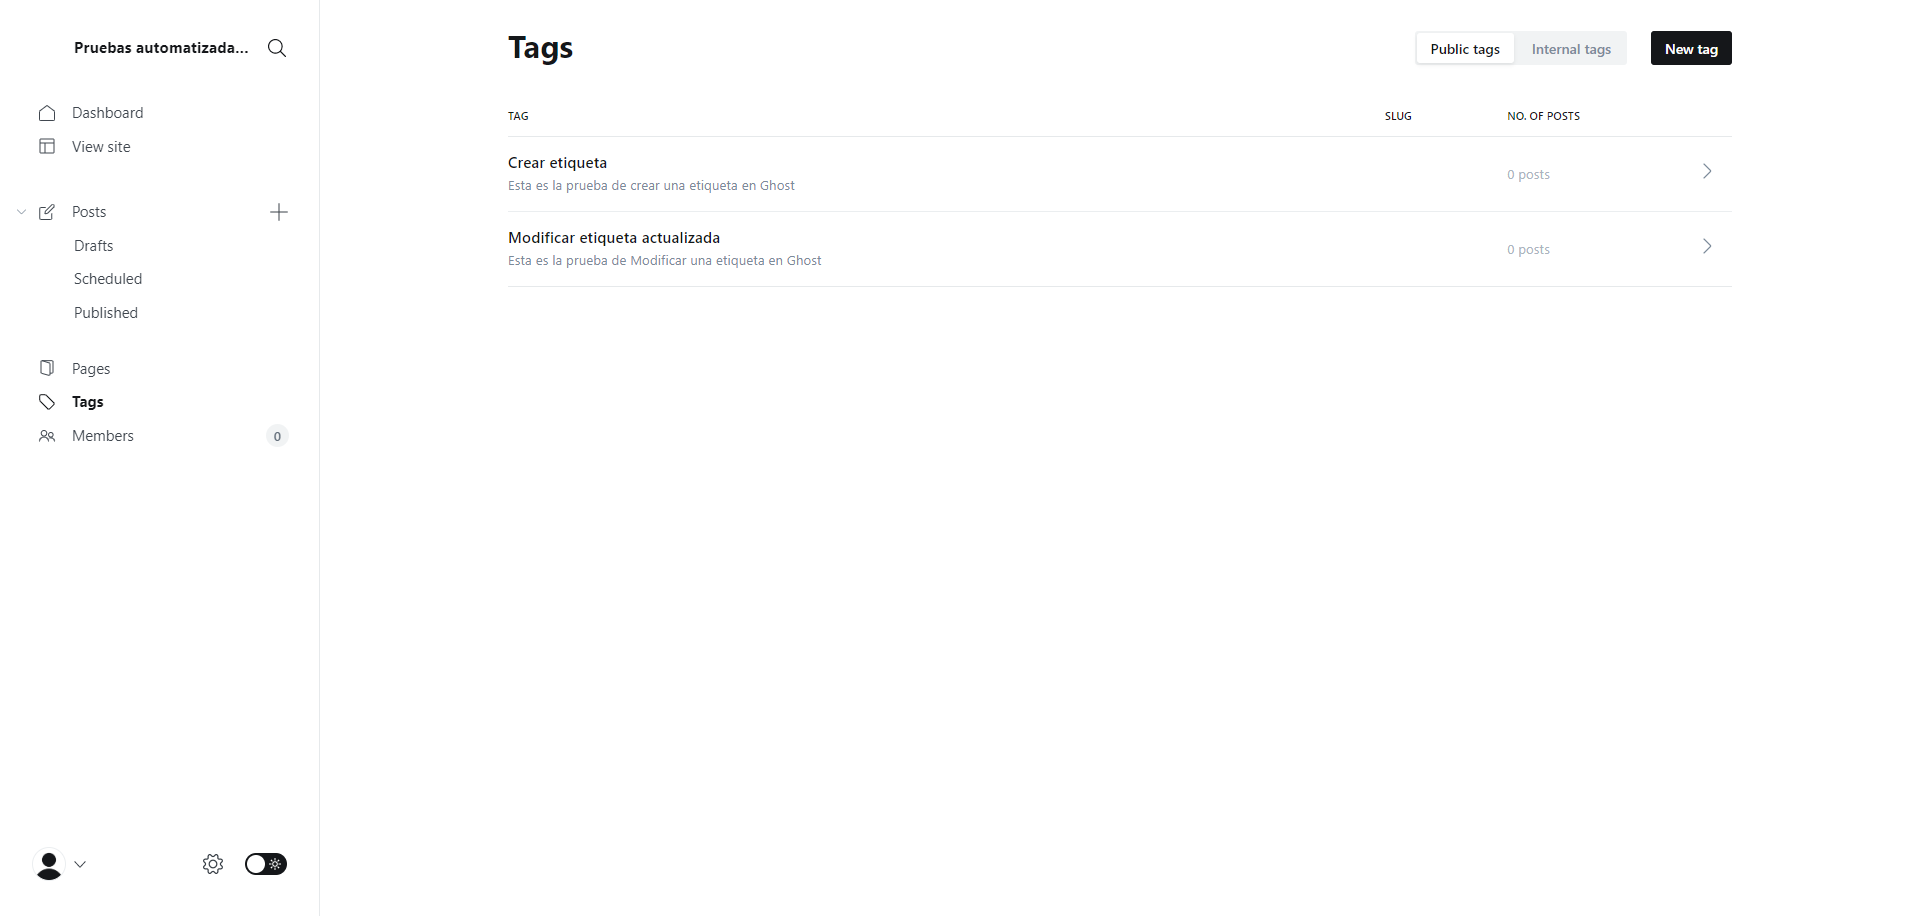 Pruebas automatizada...
Dashboard
View site
Posts
Drafts
Scheduled
Published
Pages
Tags
Members 0
Tags
Public tags Internal tags New tag
TAG SLUG NO. OF POSTS
Crear etiqueta
Esta es la prueba de crear una etiqueta en Ghost
0 posts
Modificar etiqueta actualizada
Esta es la prueba de Modificar una etiqueta en Ghost
0 posts